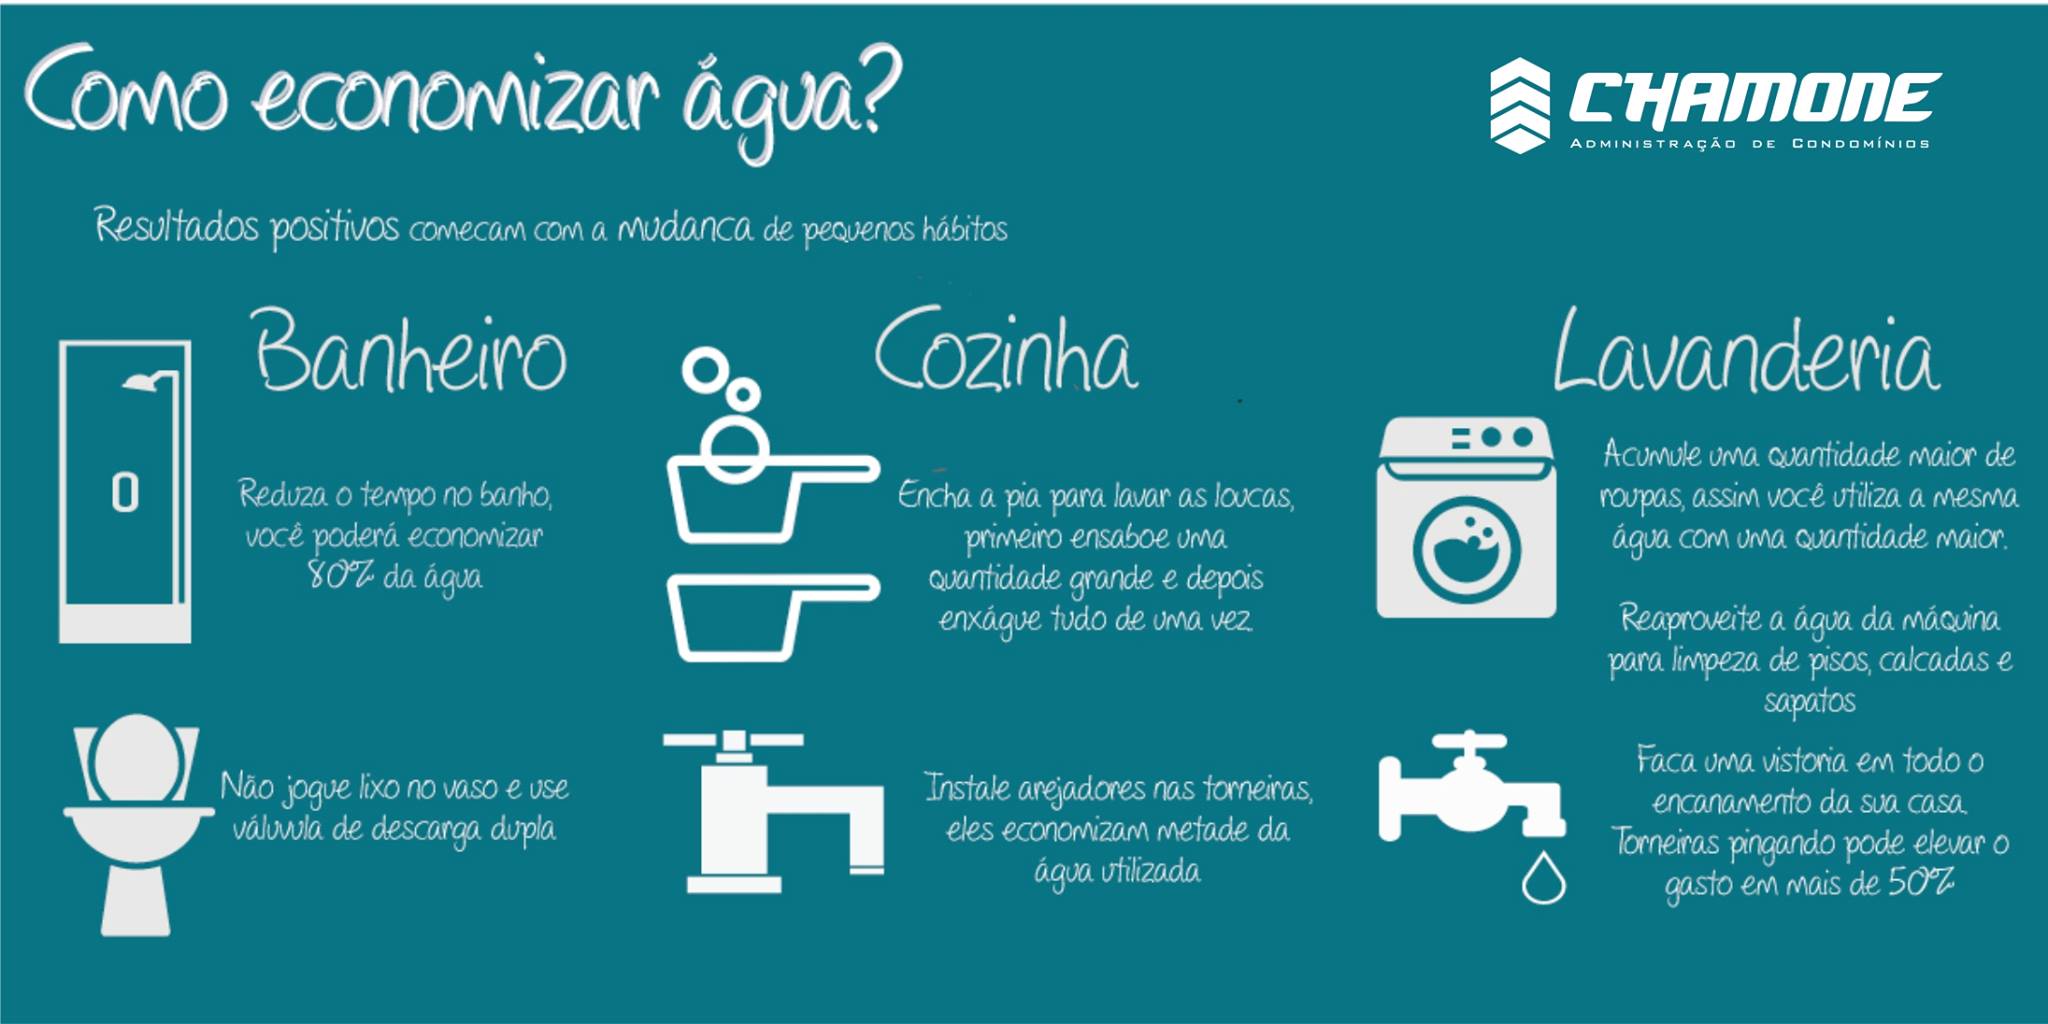 Como economizar água?
CHAMONE
Administração de Condomínios
Resultados positivos comecam com a mudanca de pequenos hábitos
Banheiro
Reduza o tempo no banho,
você poderá economizar
80% da água
Não jogue lixo no vaso e use
váluvula de descarga dupla
Cozinha
Encha a pia para lavar as loucas,
primeiro ensaboe uma
quantidade grande e depois
enxágue tudo de uma vez.
Instale arejadores nas torneiras,
eles economizam metade da
água utilizada
Lavanderia
Acumule uma quantidade maior de
roupas, assim você utiliza a mesma
água com uma quantidade maior.
Reaproveite a água da máquina
para limpeza de pisos, calcadas e
sapatos
Faca uma vistoria em todo o
encanamento da sua casa.
Torneiras pingando pode elevar o
gasto em mais de 50%